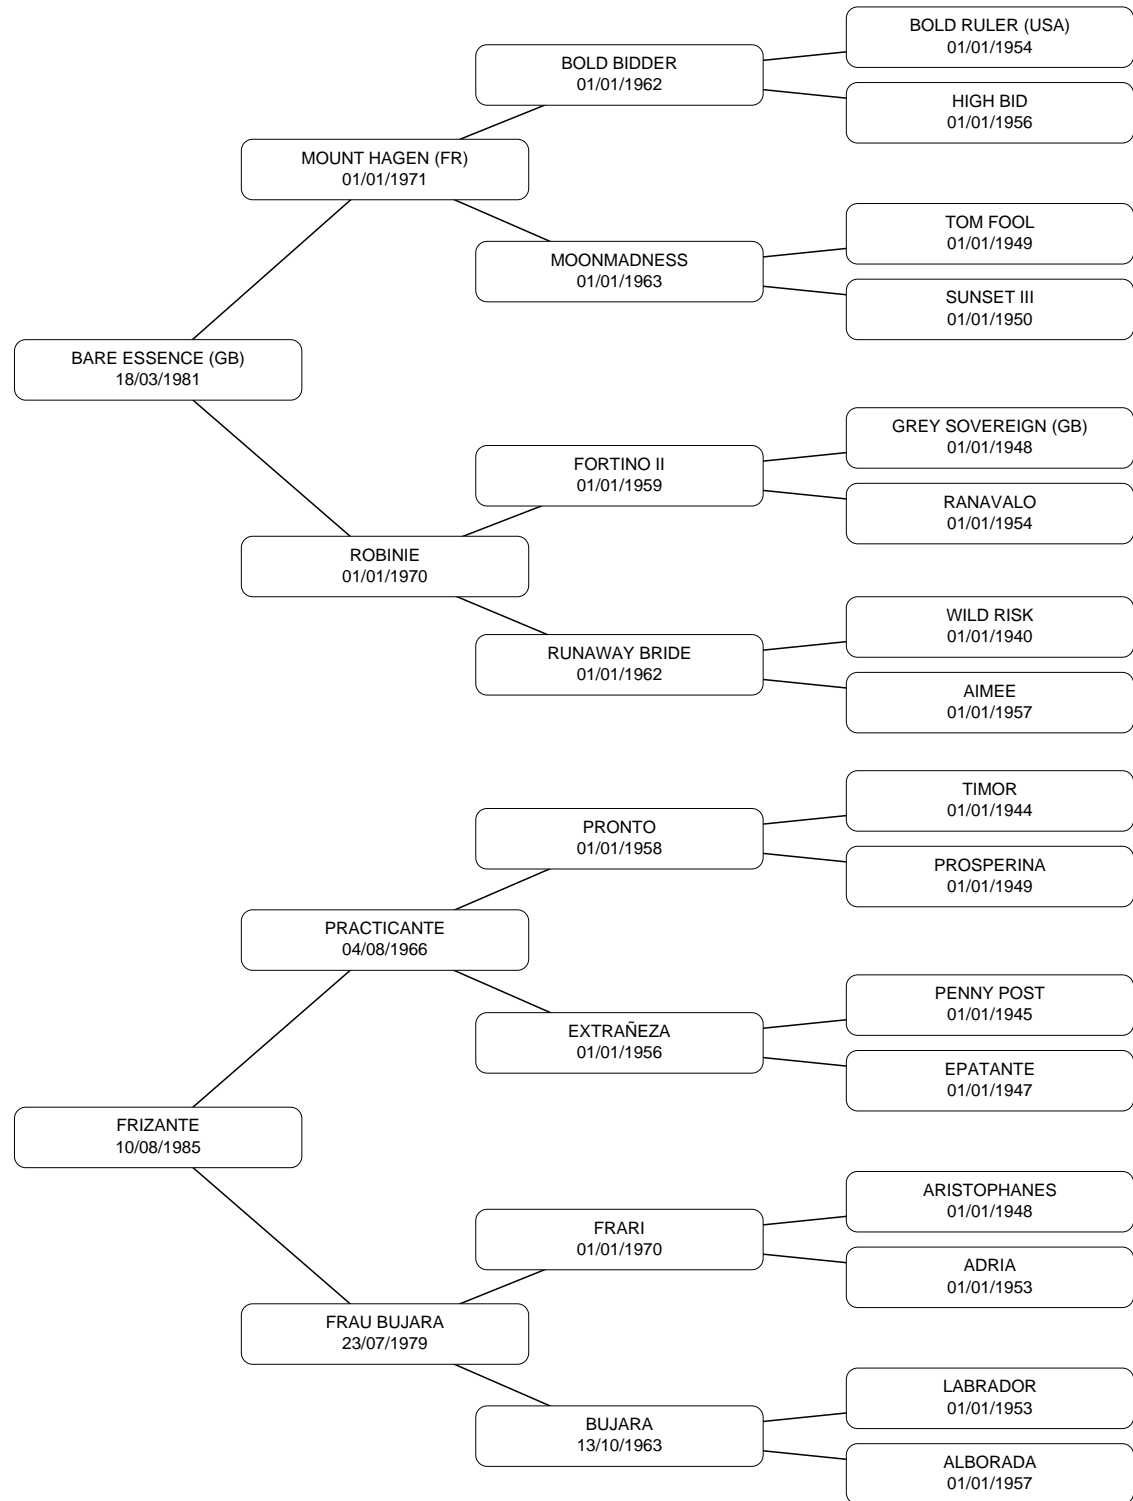 BOLD RULER (USA)
01/01/1954
BOLD BIDDER
01/01/1962
HIGH BID
01/01/1956
MOUNT HAGEN (FR)
01/01/1971
TOM FOOL
01/01/1949
MOONMADNESS
01/01/1963
SUNSET III
01/01/1950
BARE ESSENCE (GB)
18/03/1981
GREY SOVEREIGN (GB)
01/01/1948
FORTINO II
01/01/1959
RANAVALO
01/01/1954
ROBINIE
01/01/1970
WILD RISK
01/01/1940
RUNAWAY BRIDE
01/01/1962
AIMEE
01/01/1957
TIMOR
01/01/1944
PRONTO
01/01/1958
PROSPERINA
01/01/1949
PRACTICANTE
04/08/1966
PENNY POST
01/01/1945
EXTRAÑEZA
01/01/1956
EPATANTE
01/01/1947
FRIZANTE
10/08/1985
ARISTOPHANES
01/01/1948
FRARI
01/01/1970
ADRIA
01/01/1953
FRAU BUJARA
23/07/1979
LABRADOR
01/01/1953
BUJARA
13/10/1963
ALBORADA
01/01/1957